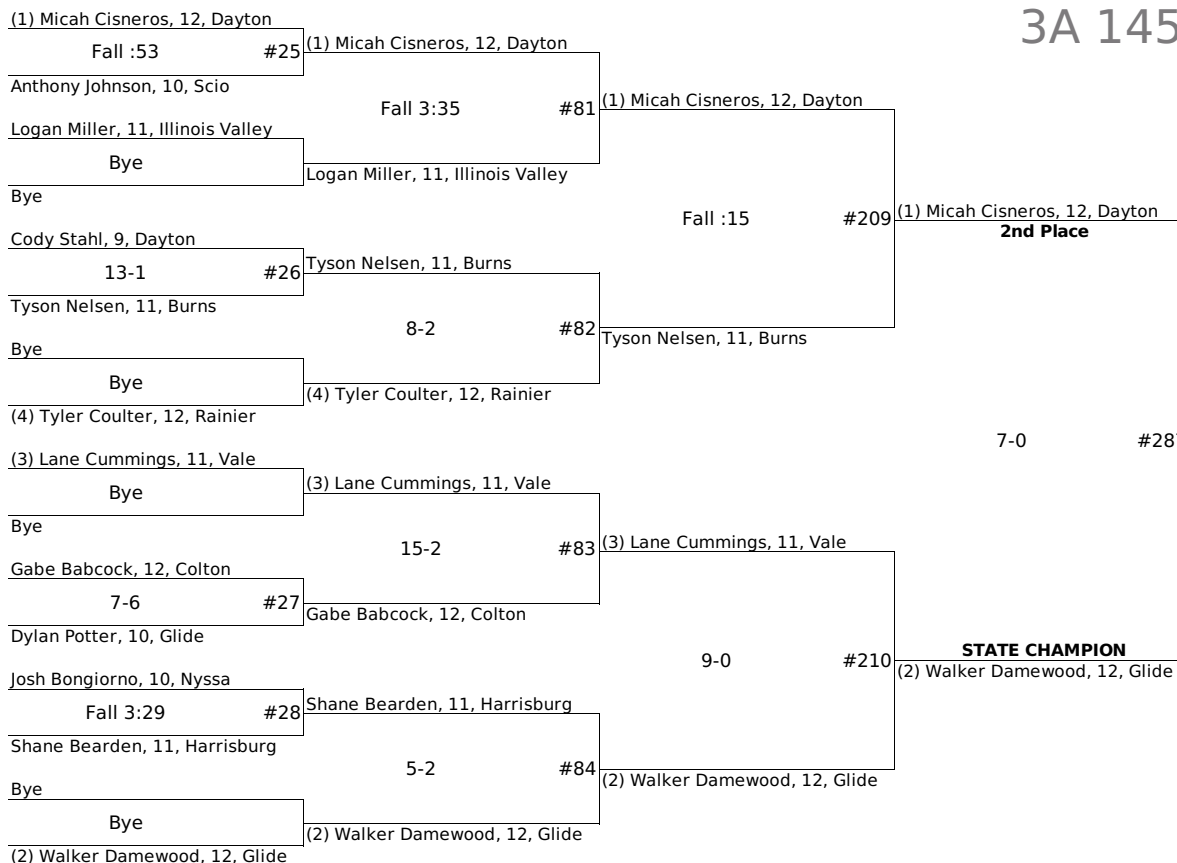 3A 145
(1) Micah Cisneros, 12, Dayton
Fall :53 #25
Anthony Johnson, 10, Scio
Logan Miller, 11, Illinois Valley
Bye
Bye
Cody Stahl, 9, Dayton
13-1 #26
Tyson Nelsen, 11, Burns
Bye
Bye
(4) Tyler Coulter, 12, Rainier
(3) Lane Cummings, 11, Vale
Bye
Bye
Gabe Babcock, 12, Colton
7-6 #27
Dylan Potter, 10, Glide
Josh Bongiorno, 10, Nyssa
Fall 3:29 #28
Shane Bearden, 11, Harrisburg
Bye
Bye
(2) Walker Damewood, 12, Glide
(1) Micah Cisneros, 12, Dayton
Fall 3:35 #81
Logan Miller, 11, Illinois Valley
Tyson Nelsen, 11, Burns
8-2 #82
(4) Tyler Coulter, 12, Rainier
(3) Lane Cummings, 11, Vale
15-2 #83
Gabe Babcock, 12, Colton
Shane Bearden, 11, Harrisburg
5-2 #84
(2) Walker Damewood, 12, Glide
(1) Micah Cisneros, 12, Dayton
Fall :15 #209
Tyson Nelsen, 11, Burns
(3) Lane Cummings, 11, Vale
9-0 #210
(2) Walker Damewood, 12, Glide
(1) Micah Cisneros, 12, Dayton
2nd Place
7-0
STATE CHAMPION
(2) Walker Damewood, 12, Glide